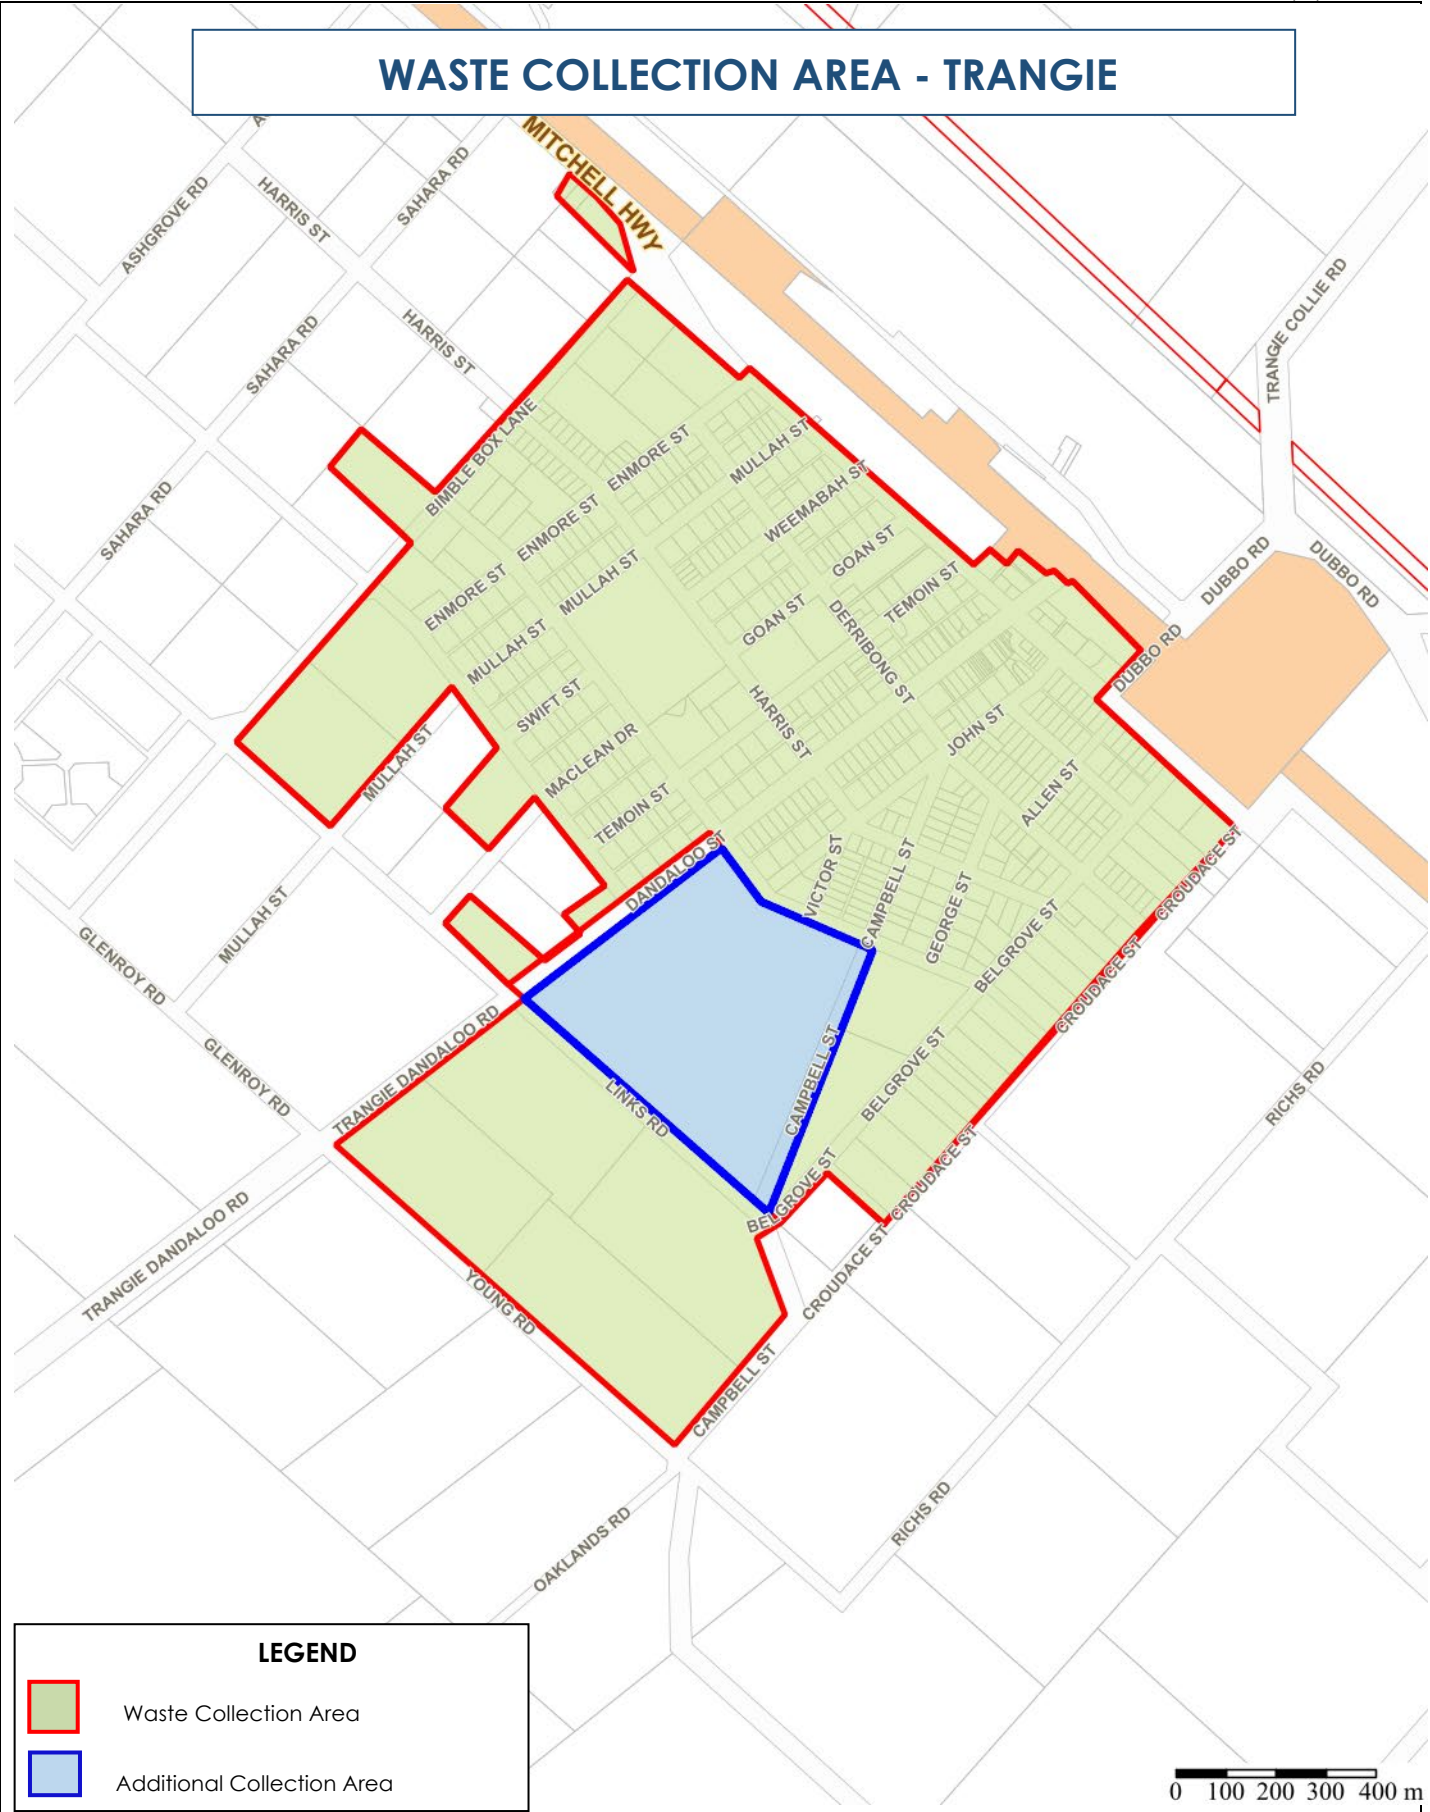 WASTE COLLECTION AREA - TRANGIE
MITCHELL HWY
ASHGROVE RD
HARRIS ST
SAHARA RD
TRANGIE COLLIE RD
SAHARA RD
HARRIS ST
BIMBLE BOX LANE
ENMORE ST
MULLAH ST
SAHARA RD
ENMORE ST
WEEMABAH ST
GOAN ST
DUBBO RD
DUBBO RD
ENMORE ST
MULLAH ST
TEMOIN ST
GOAN ST
DERRIBONG ST
MULLAH ST
DUBBO RD
SWIFT ST
HARRIS ST
JOHN ST
MULLAH ST
MACLEAN DR
ALLEN ST
TEMOIN ST
DANDALOO ST
VICTOR ST
CAMPBELL ST
CROUDACE ST
GEORGE ST
BELGROVE ST
MULLAH ST
GLENROY RD
CROUDACE ST
GLENROY RD
TRANGIE DANDALOO RD
LINKS RD
CAMPBELL ST
BELGROVE ST
RICHS RD
BELGROVE ST
CROUDACE ST
TRANGIE DANDALOO RD
CROUDACE ST
YOUNG RD
CAMPBELL ST
RICHS RD
OAKLANDS RD
LEGEND
Waste Collection Area
Additional Collection Area
0 100 200 300 400 m